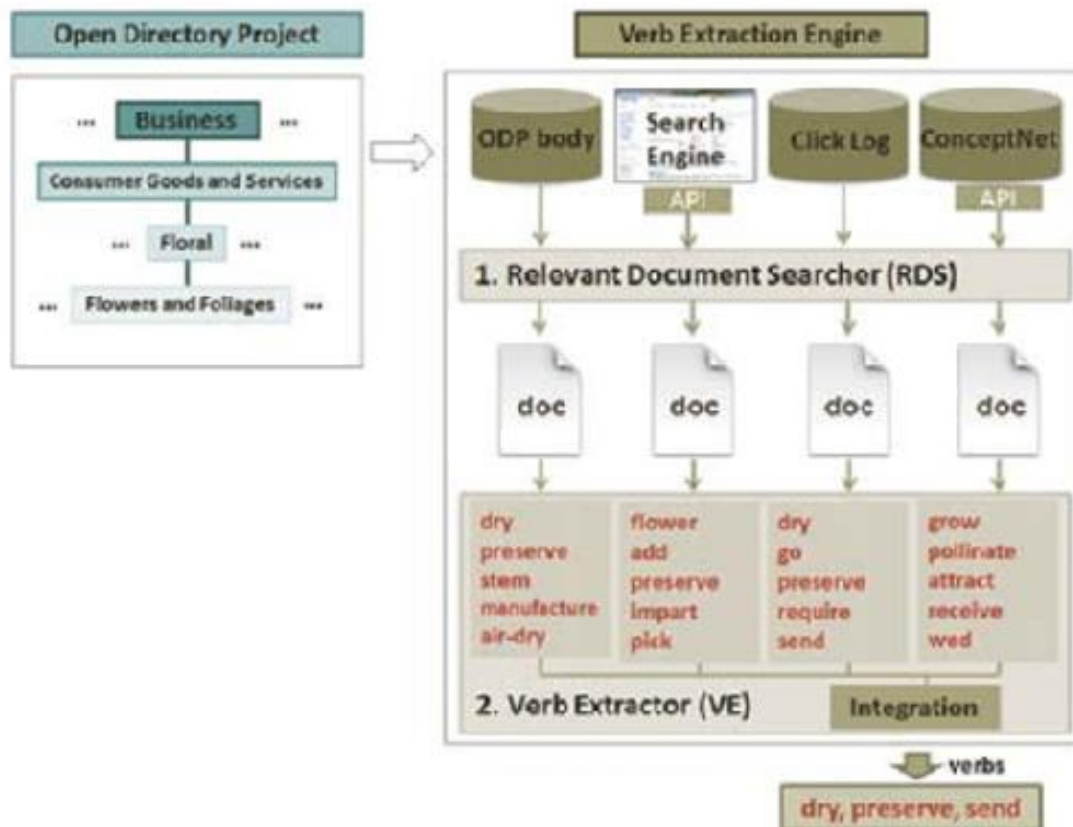 Open Directory Project
Verb Extraction Engine
... Business ...
Consumer Goods and Services
... Floral ...
... Flowers and Foliages ...
ODP body
Search
Engine
Click Log
ConceptNet
API
API
1. Relevant Document Searcher (RDS)
doc
doc
doc
doc
dry
preserve
stem
manufacture
air-dry
flower
add
preserve
impart
pick
dry
go
preserve
require
send
grow
pollinate
attract
receive
wed
2. Verb Extractor (VE)
Integration
verbs
dry, preserve, send